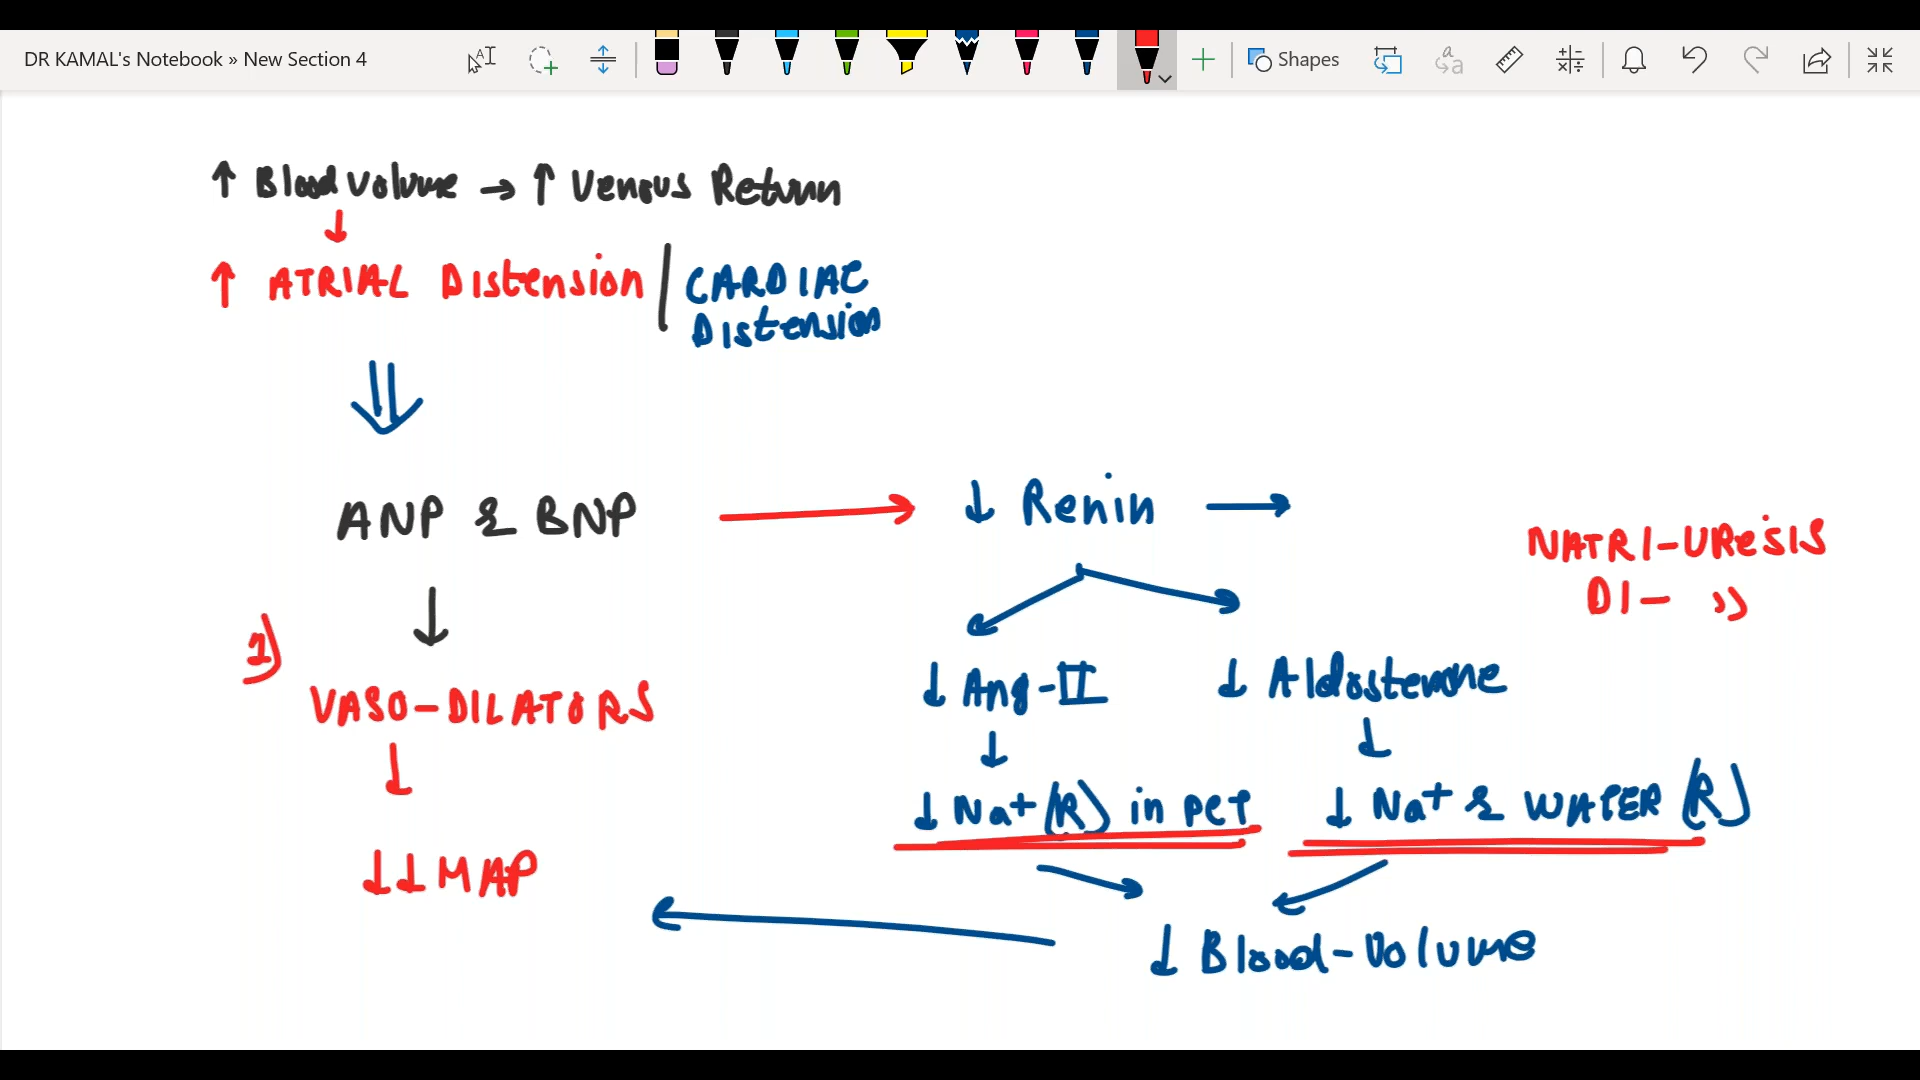 DR KAMAL's Notebook » New Section 4
Shapes
↑ Blood Volume → ↑ Venous Return
↓
↑ ATRIAL Distension / CARDIAC
Distension
⇓
ANP & BNP → ↓ Renin →
NATRI-URESIS
DI- ))
↓
1)
VASO-DILATORS
↓ Ang-II ↓ Aldosterone
↓ ↓ ↓
↓ Na+ (R) in PCT ↓ Na+ & WATER (R)
↓↓ MAP
← ↓ Blood-Volume